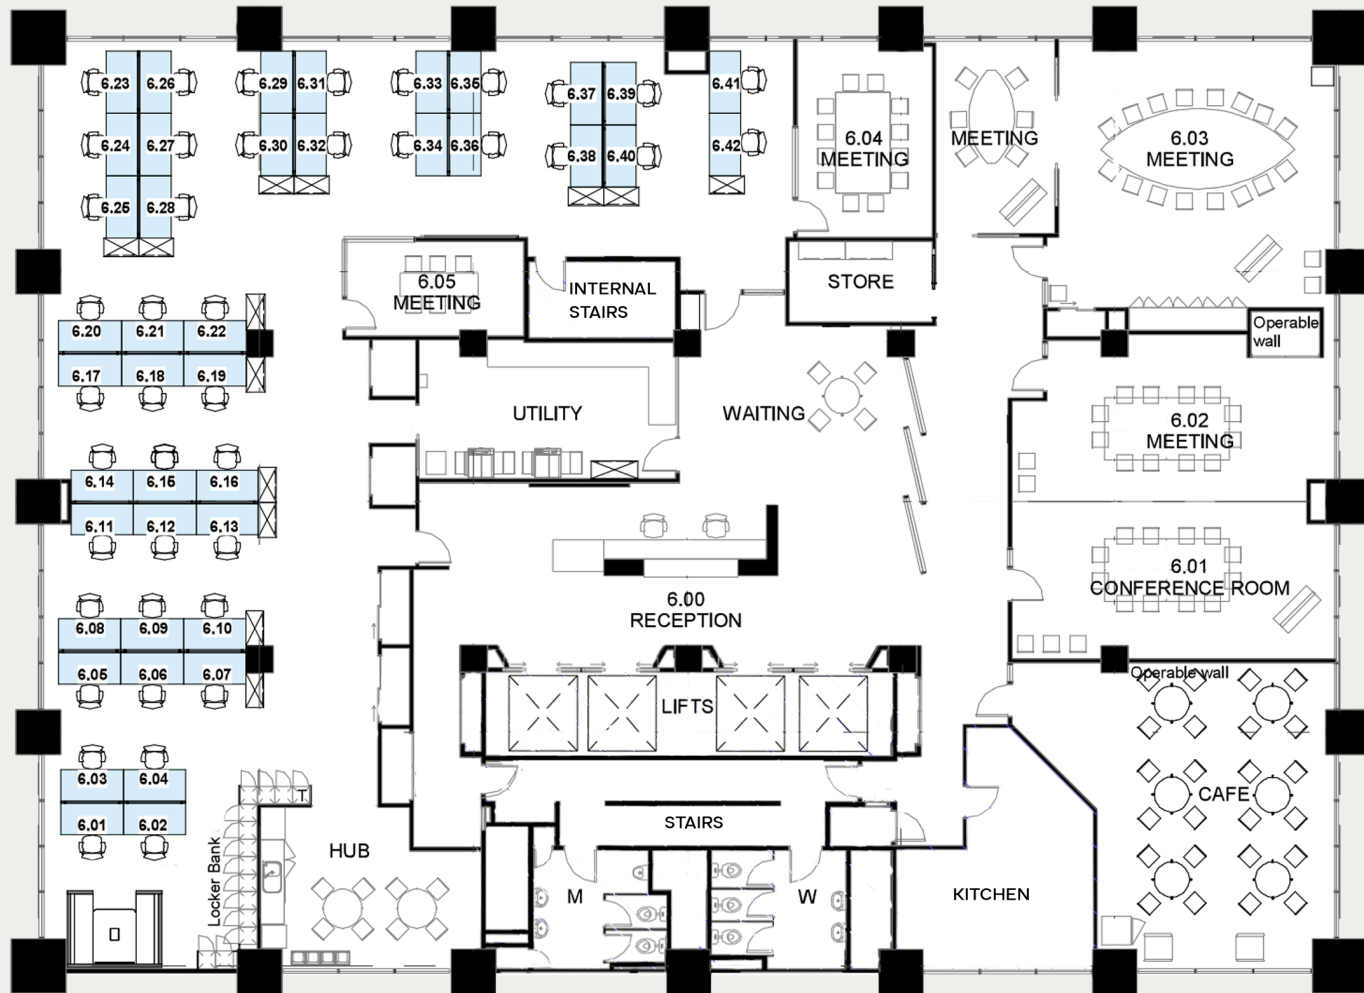 6.23 6.26
6.24 6.27
6.25 6.28
6.29 6.31
6.30 6.32
6.33 6.35
6.34 6.36
6.37 6.39
6.38 6.40
6.41
6.42
6.04
MEETING
MEETING
6.03
MEETING
6.05
MEETING
INTERNAL
STAIRS
STORE
Operable
wall
6.20 6.21 6.22
6.17 6.18 6.19
UTILITY
WAITING
6.02
MEETING
6.14 6.15 6.16
6.11 6.12 6.13
6.01
CONFERENCE ROOM
6.00
RECEPTION
6.08 6.09 6.10
6.05 6.06 6.07
Operable wall
LIFTS
6.03 6.04
6.01 6.02
T
CAFE
STAIRS
HUB
Locker Bank
M
W
KITCHEN